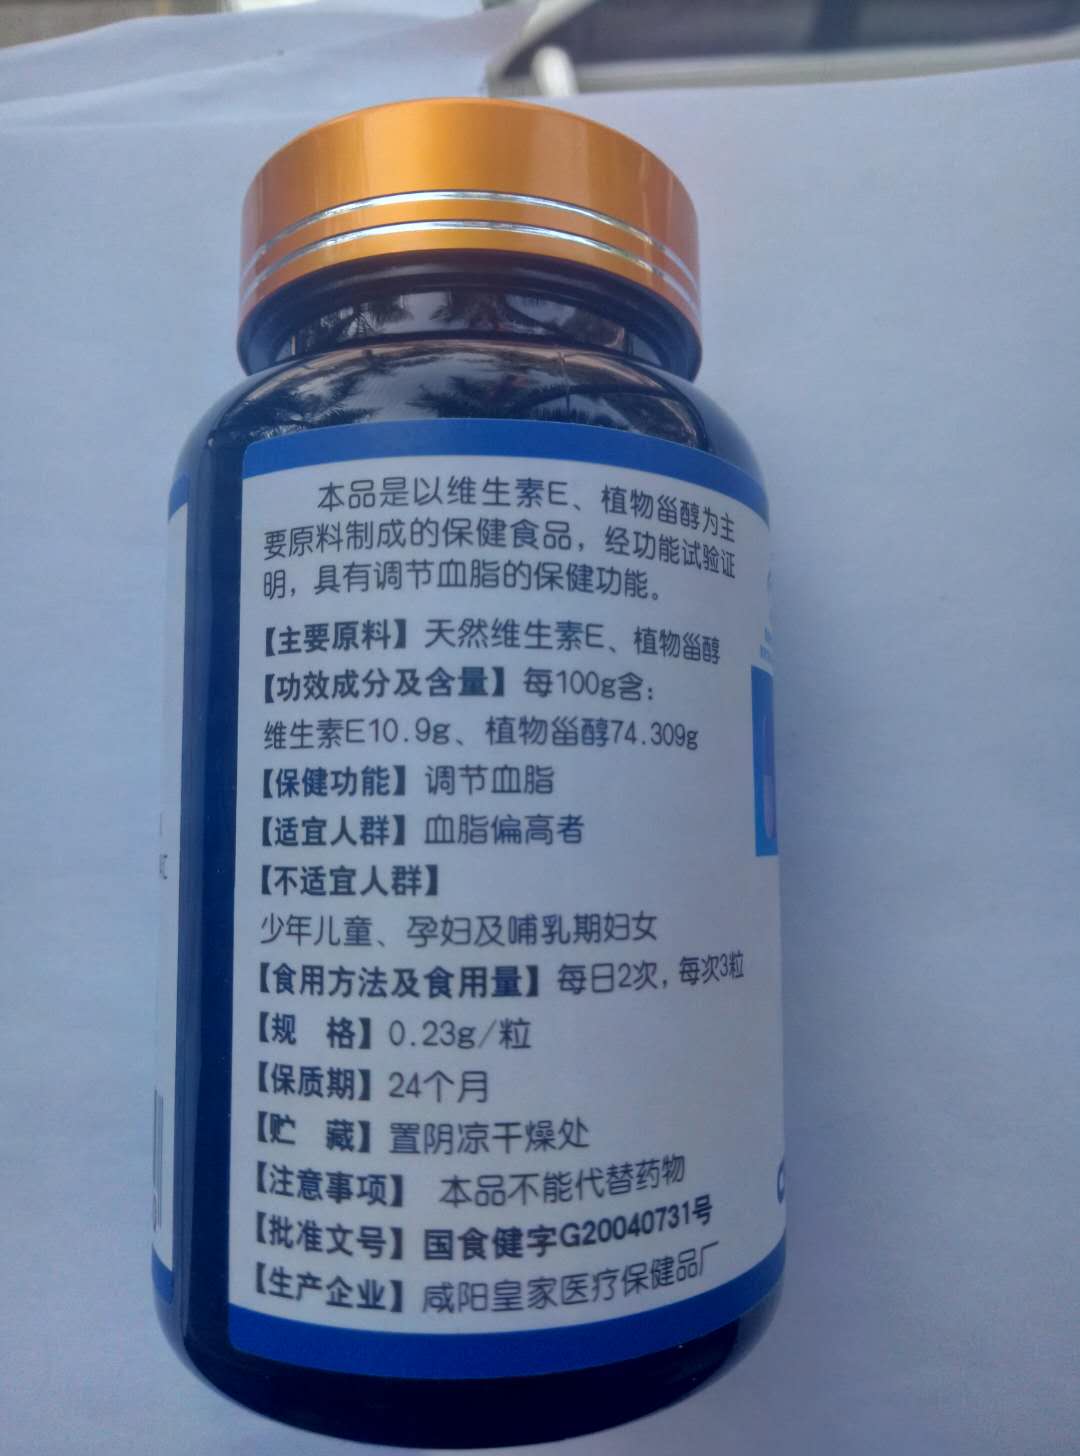 本品是以维生素E、植物甾醇为主
要原料制成的保健食品，经功能试验证
明，具有调节血脂的保健功能。
【主要原料】天然维生素E、植物甾醇
【功效成分及含量】每100g含：
维生素E10.9g、植物甾醇74.309g
【保健功能】调节血脂
【适宜人群】血脂偏高者
【不适宜人群】
少年儿童、孕妇及哺乳期妇女
【食用方法及食用量】每日2次，每次3粒
【规　格】0.23g/粒
【保质期】24个月
【贮　藏】置阴凉干燥处
【注意事项】 本品不能代替药物
【批准文号】国食健字G20040731号
【生产企业】咸阳皇家医疗保健品厂